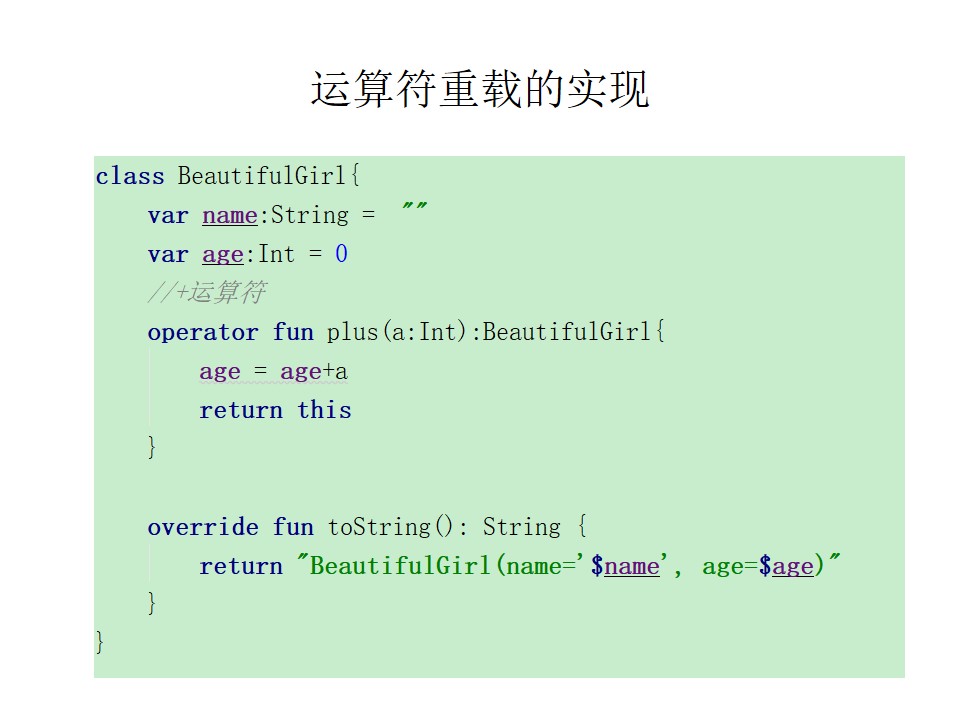 运算符重载的实现
class BeautifulGirl{
    var name:String =  ""
    var age:Int = 0
    //+运算符
    operator fun plus(a:Int):BeautifulGirl{
        age = age+a
        return this
    }

    override fun toString(): String {
        return "BeautifulGirl(name='$name', age=$age)"
    }
}